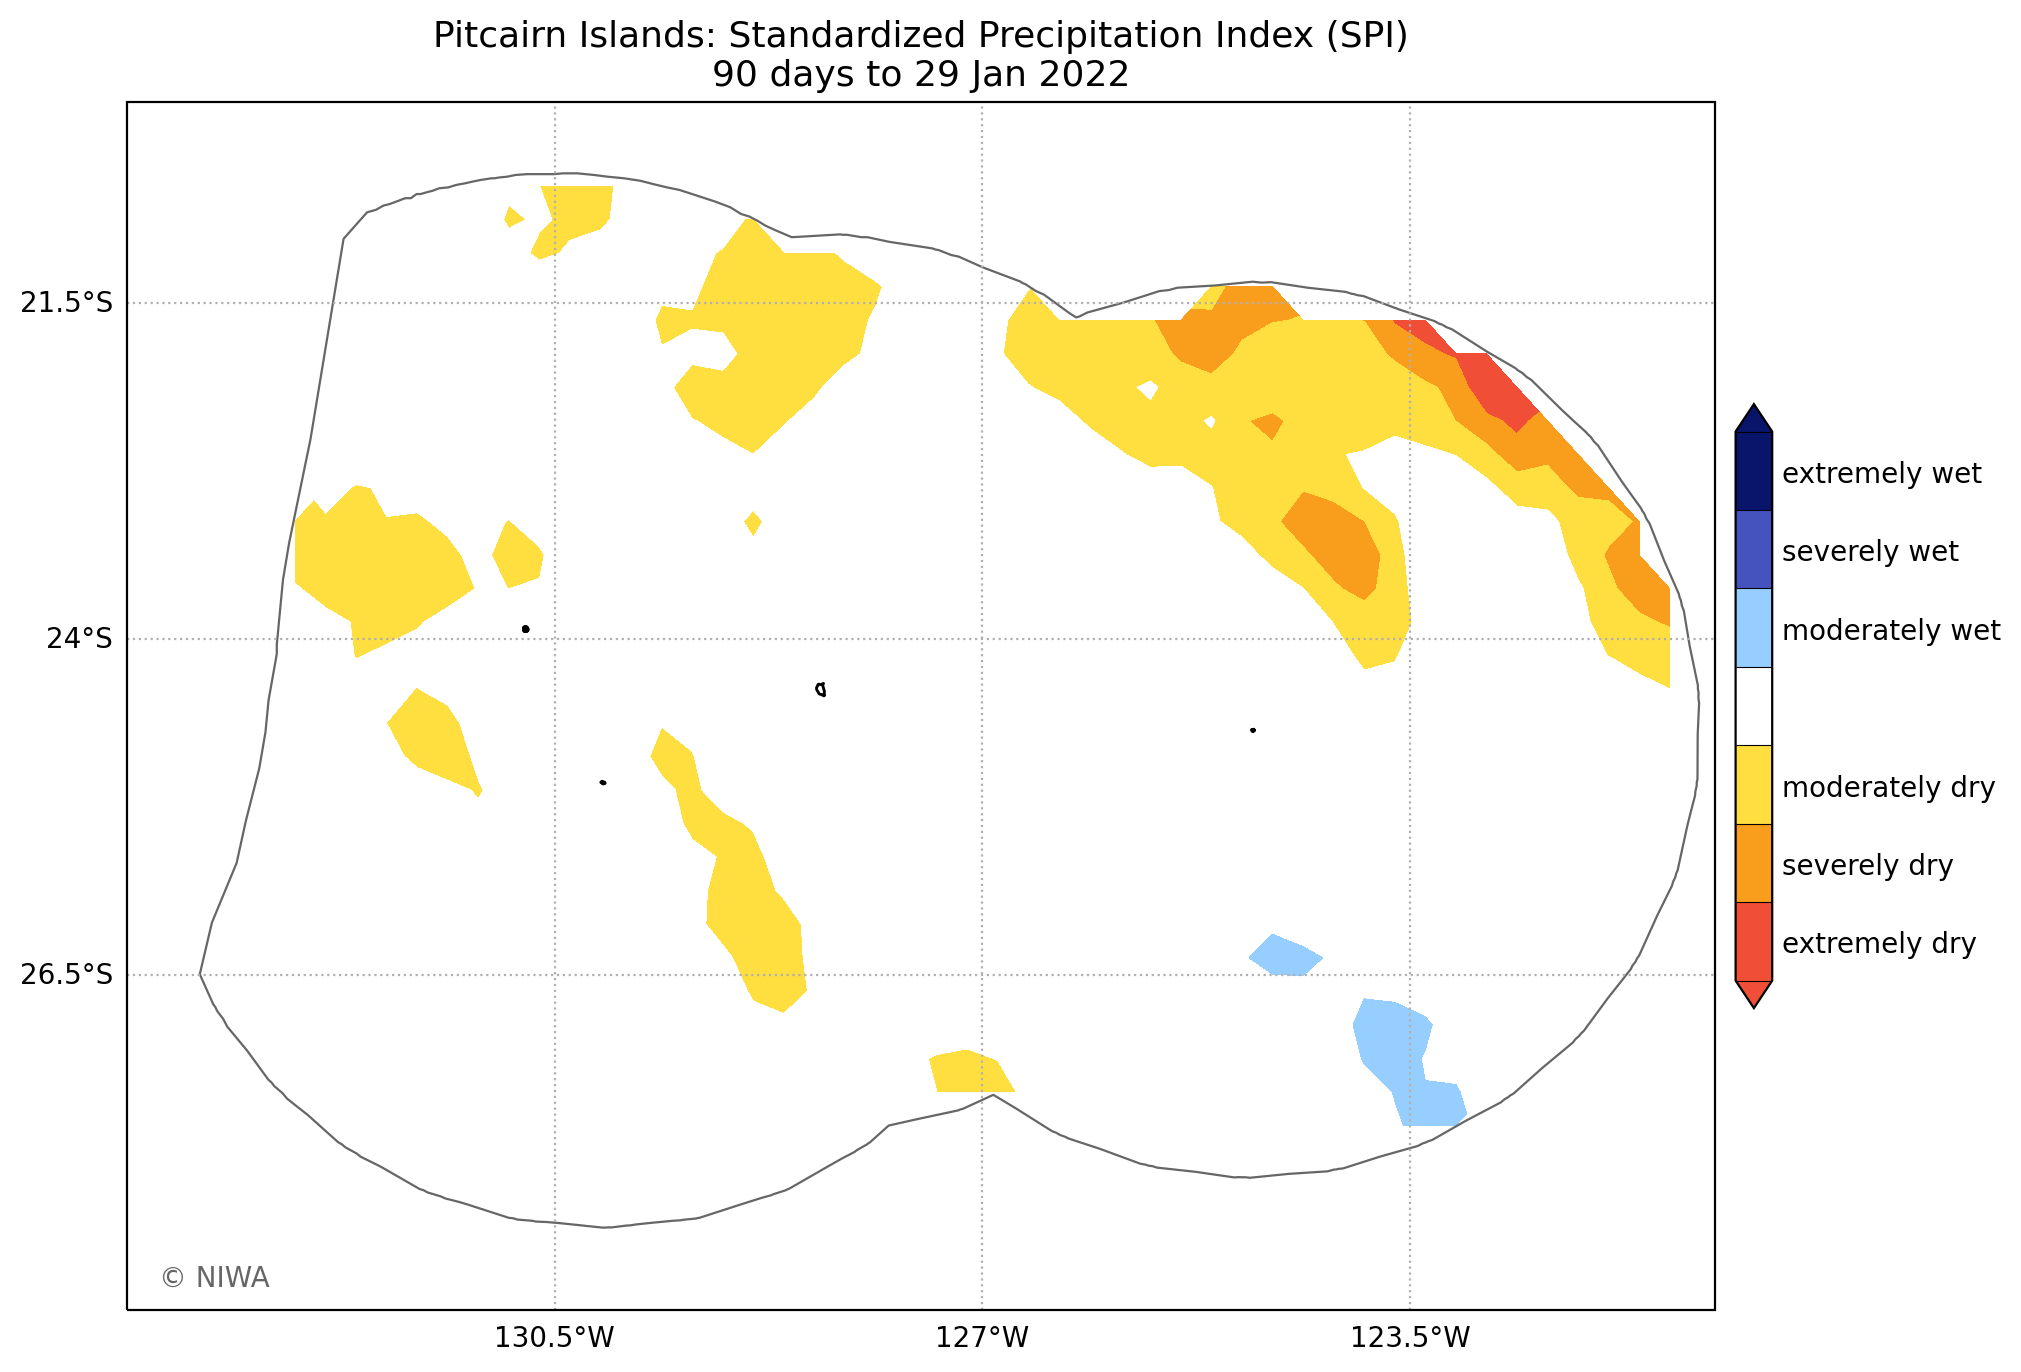 Pitcairn Islands: Standardized Precipitation Index (SPI)
90 days to 29 Jan 2022
21.5°S
24°S
26.5°S
130.5°W
127°W
123.5°W
extremely wet
severely wet
moderately wet
moderately dry
severely dry
extremely dry
© NIWA